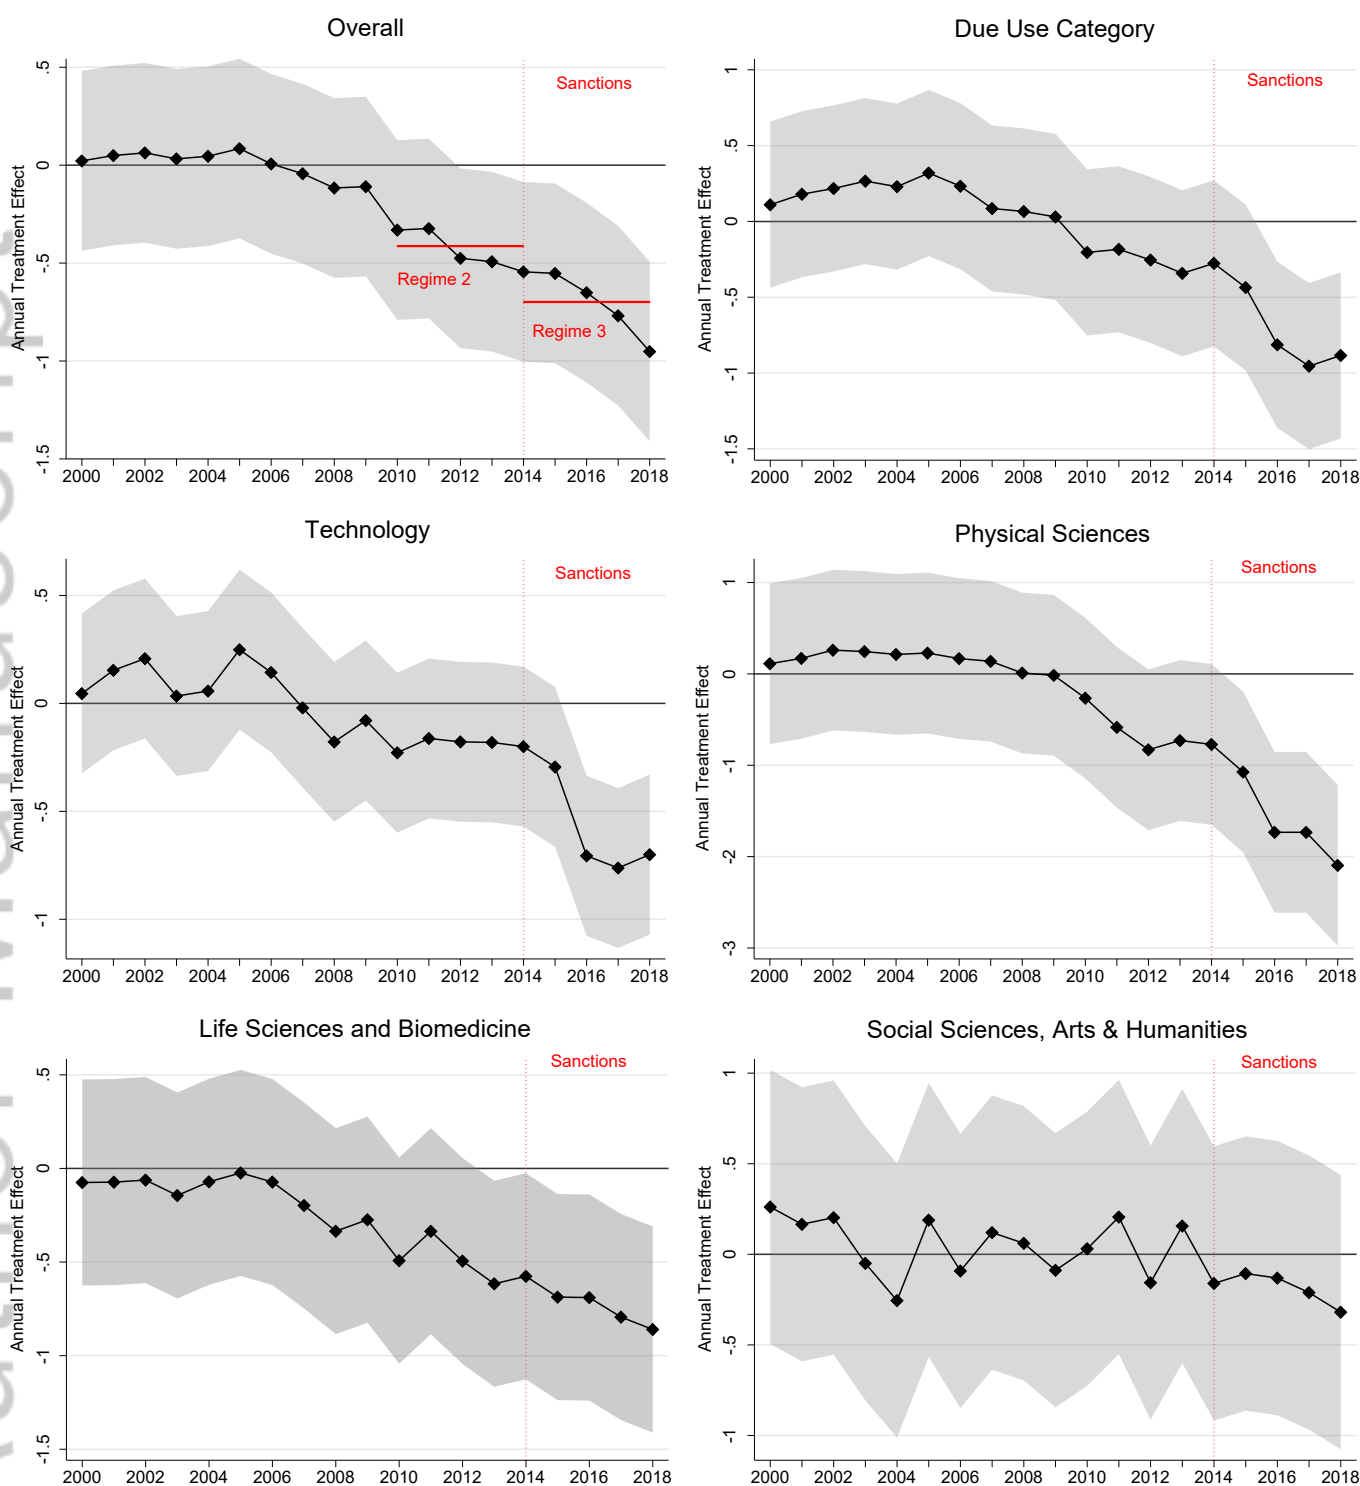 Overall
Annual Treatment Effect
.5
0
-.5
-1
-1.5
Sanctions
Regime 2
Regime 3
2000 2002 2004 2006 2008 2010 2012 2014 2016 2018
Due Use Category
Annual Treatment Effect
1
.5
0
-.5
-1
-1.5
Sanctions
2000 2002 2004 2006 2008 2010 2012 2014 2016 2018
Technology
Annual Treatment Effect
.5
0
-.5
-1
Sanctions
2000 2002 2004 2006 2008 2010 2012 2014 2016 2018
Physical Sciences
Annual Treatment Effect
1
0
-1
-2
-3
Sanctions
2000 2002 2004 2006 2008 2010 2012 2014 2016 2018
Life Sciences and Biomedicine
Annual Treatment Effect
.5
0
-.5
-1
-1.5
Sanctions
2000 2002 2004 2006 2008 2010 2012 2014 2016 2018
Social Sciences, Arts & Humanities
Annual Treatment Effect
1
.5
0
-.5
-1
Sanctions
2000 2002 2004 2006 2008 2010 2012 2014 2016 2018